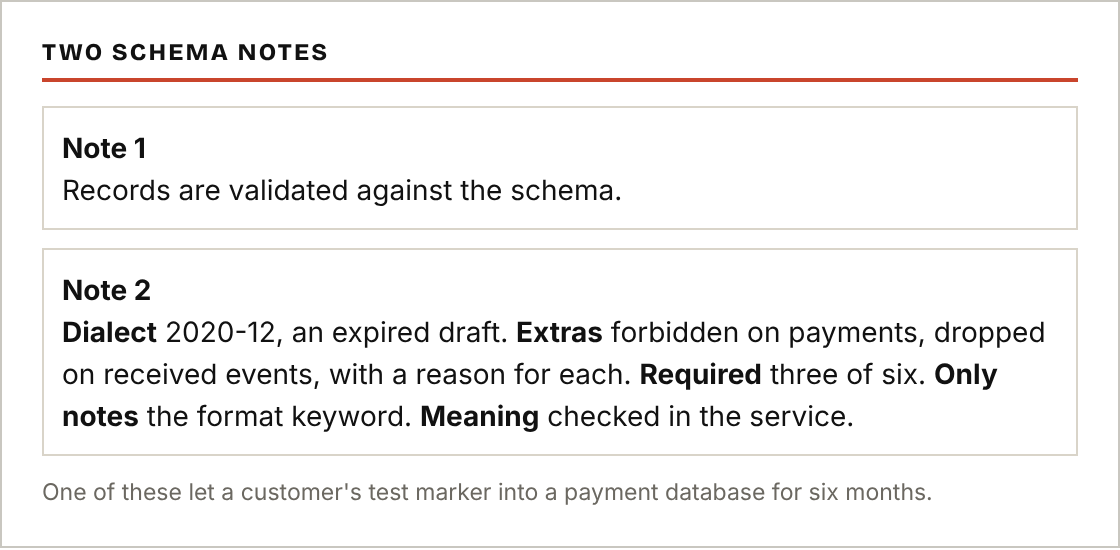 TWO SCHEMA NOTES
Note 1
Records are validated against the schema.
Note 2
Dialect 2020-12, an expired draft. Extras forbidden on payments, dropped
on received events, with a reason for each. Required three of six. Only
notes the format keyword. Meaning checked in the service.
One of these let a customer's test marker into a payment database for six months.